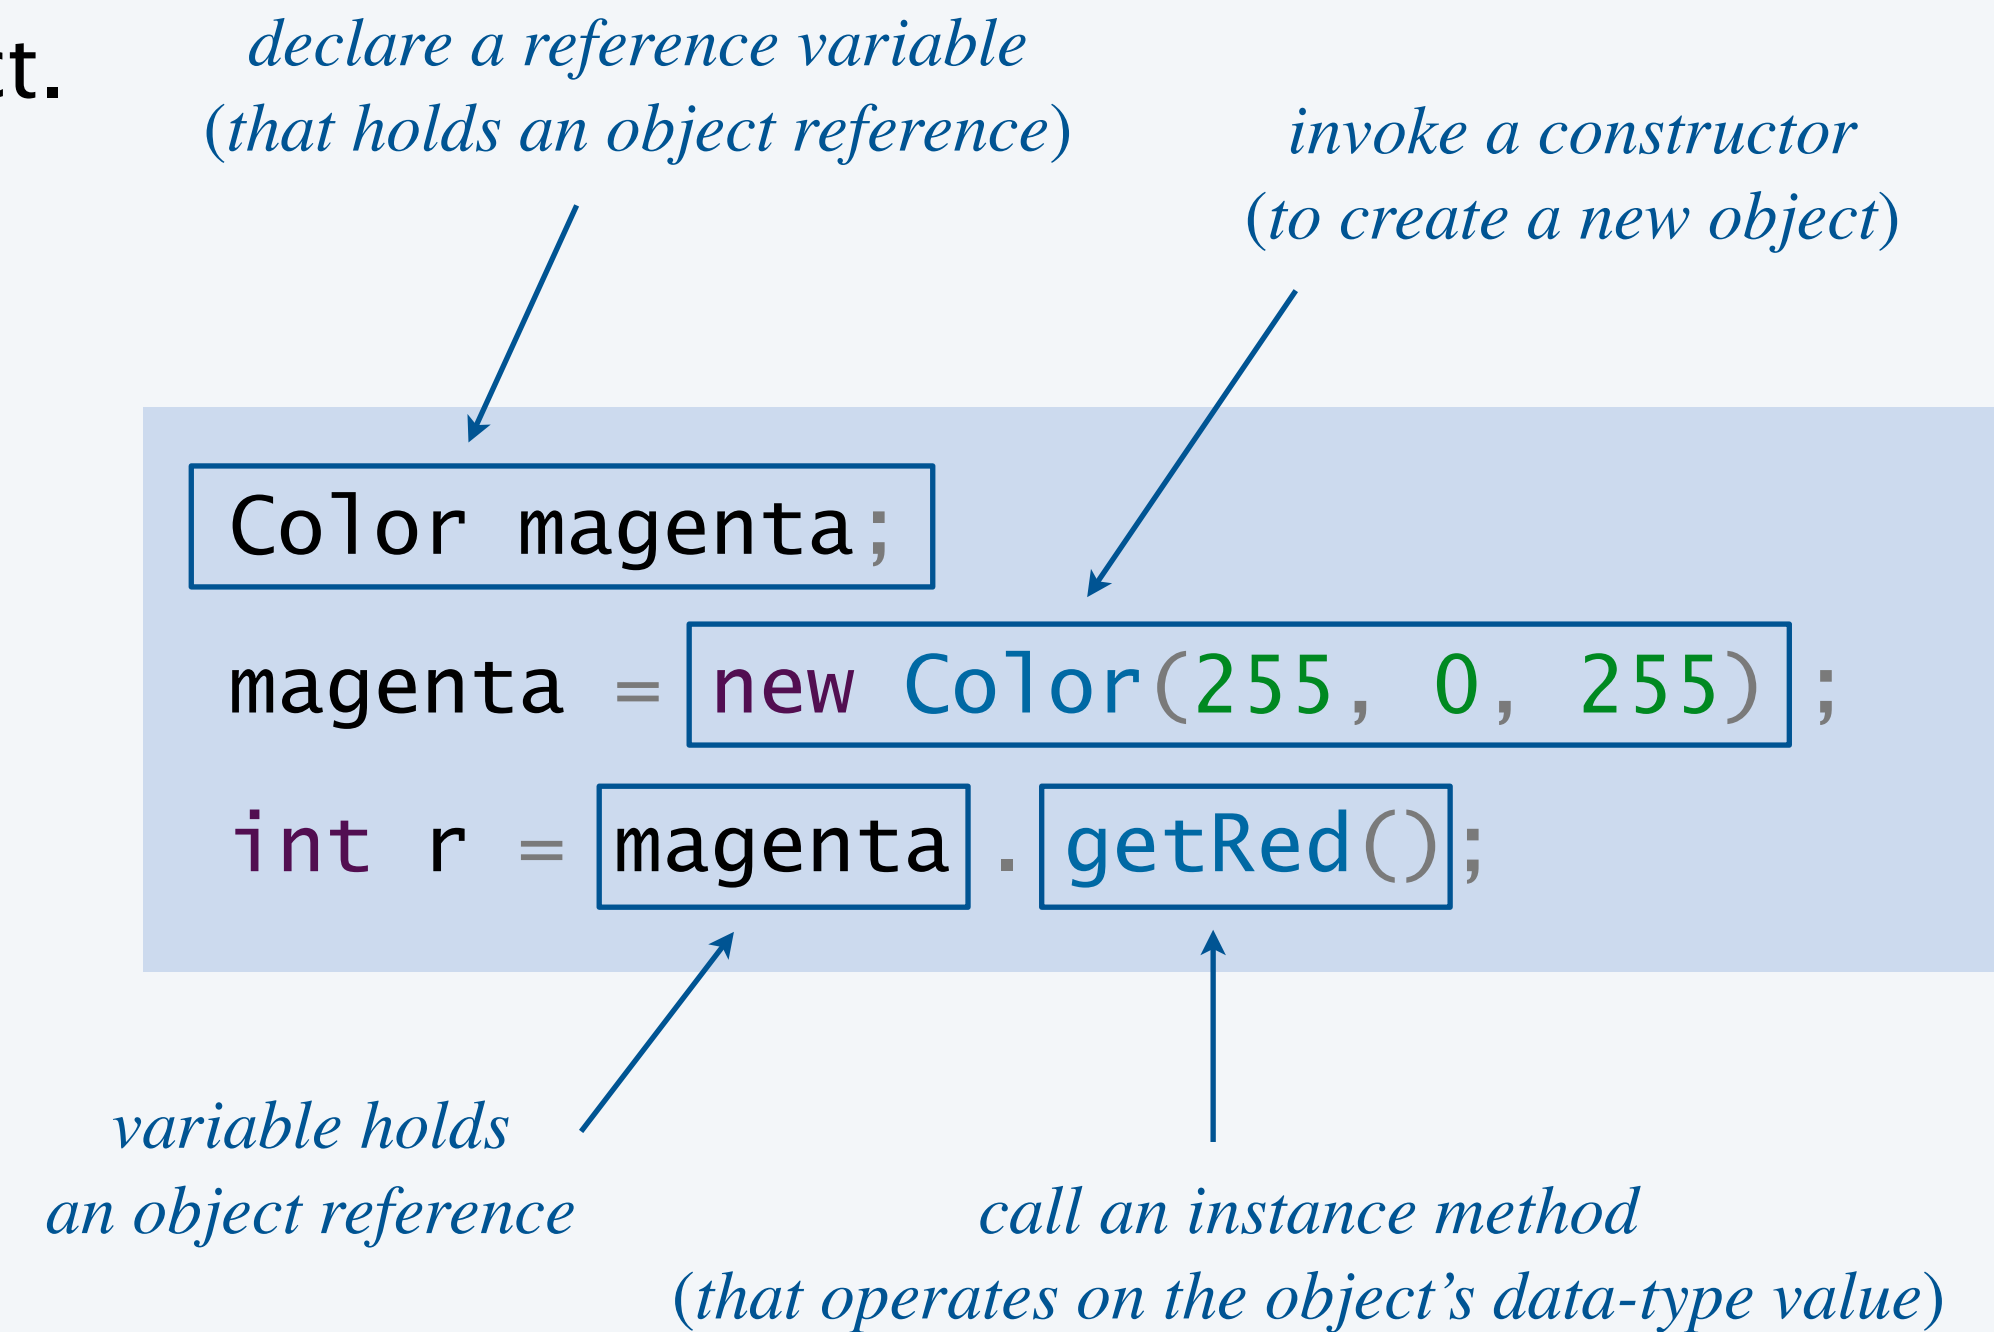 declare a reference variable
(that holds an object reference)
invoke a constructor
(to create a new object)
Color magenta;
magenta = new Color(255, 0, 255);
int r = magenta.getRed();
variable holds
an object reference
call an instance method
(that operates on the object’s data-type value)